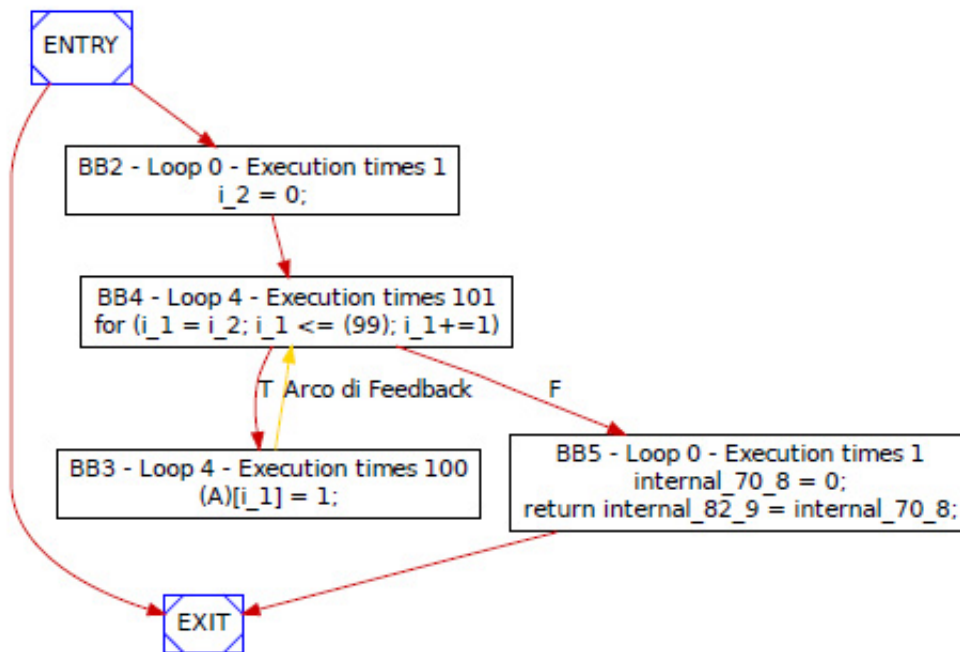 ENTRY
BB2 - Loop 0 - Execution times 1
i_2 = 0;
BB4 - Loop 4 - Execution times 101
for (i_1 = i_2; i_1 <= (99); i_1+=1)
T Arco di Feedback
F
BB3 - Loop 4 - Execution times 100
(A)[i_1] = 1;
BB5 - Loop 0 - Execution times 1
internal_70_8 = 0;
return internal_82_9 = internal_70_8;
EXIT